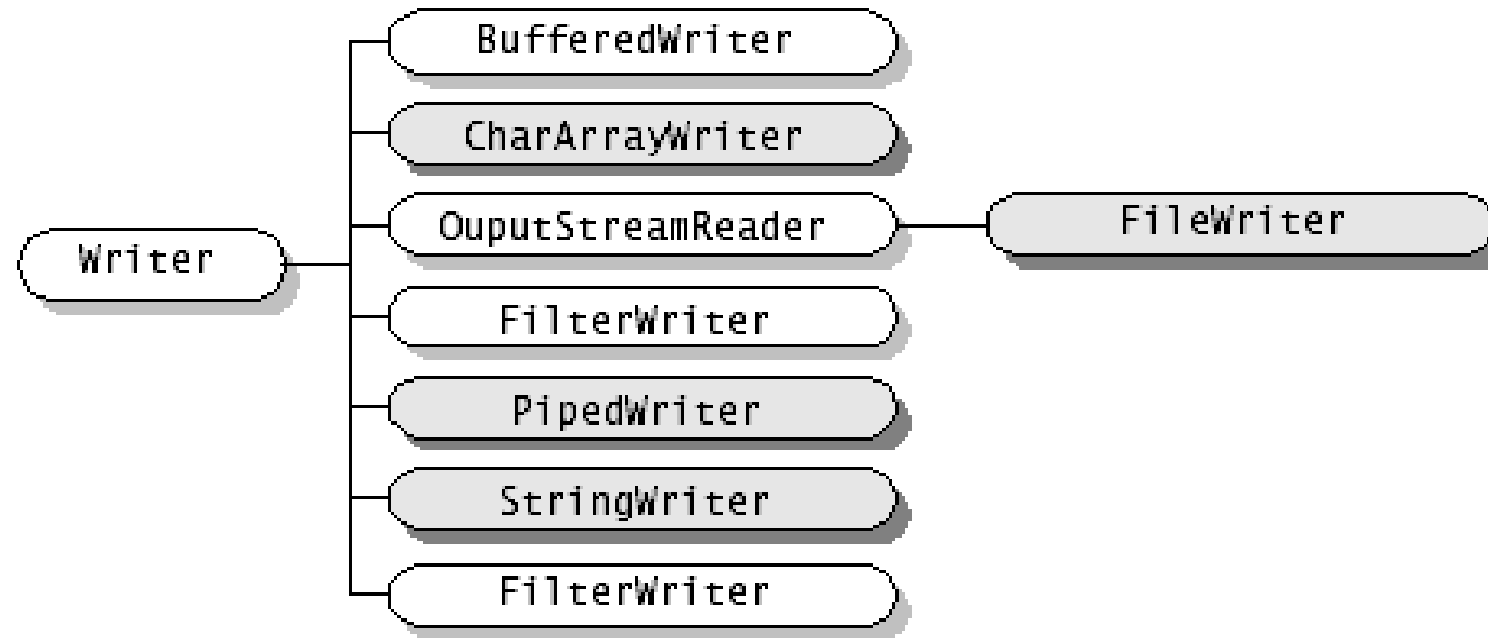 BufferedWriter
CharArrayWriter
OuputStreamReader
FileWriter
Writer
FilterWriter
PipedWriter
StringWriter
FilterWriter